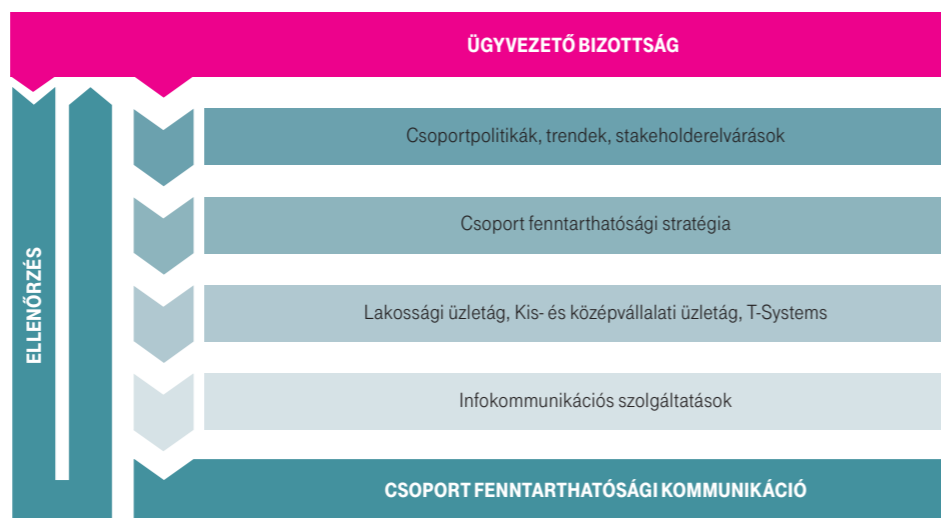 ÜGYVEZETŐ BIZOTTSÁG
Csoportpolitikák, trendek, stakeholderelvárások
Csoport fenntarthatósági stratégia
Lakossági üzletág, Kis- és középvállalati üzletág, T-Systems
Infokommunikációs szolgáltatások
CSOPORT FENNTARTHATÓSÁGI KOMMUNIKÁCIÓ
ELLENŐRZÉS